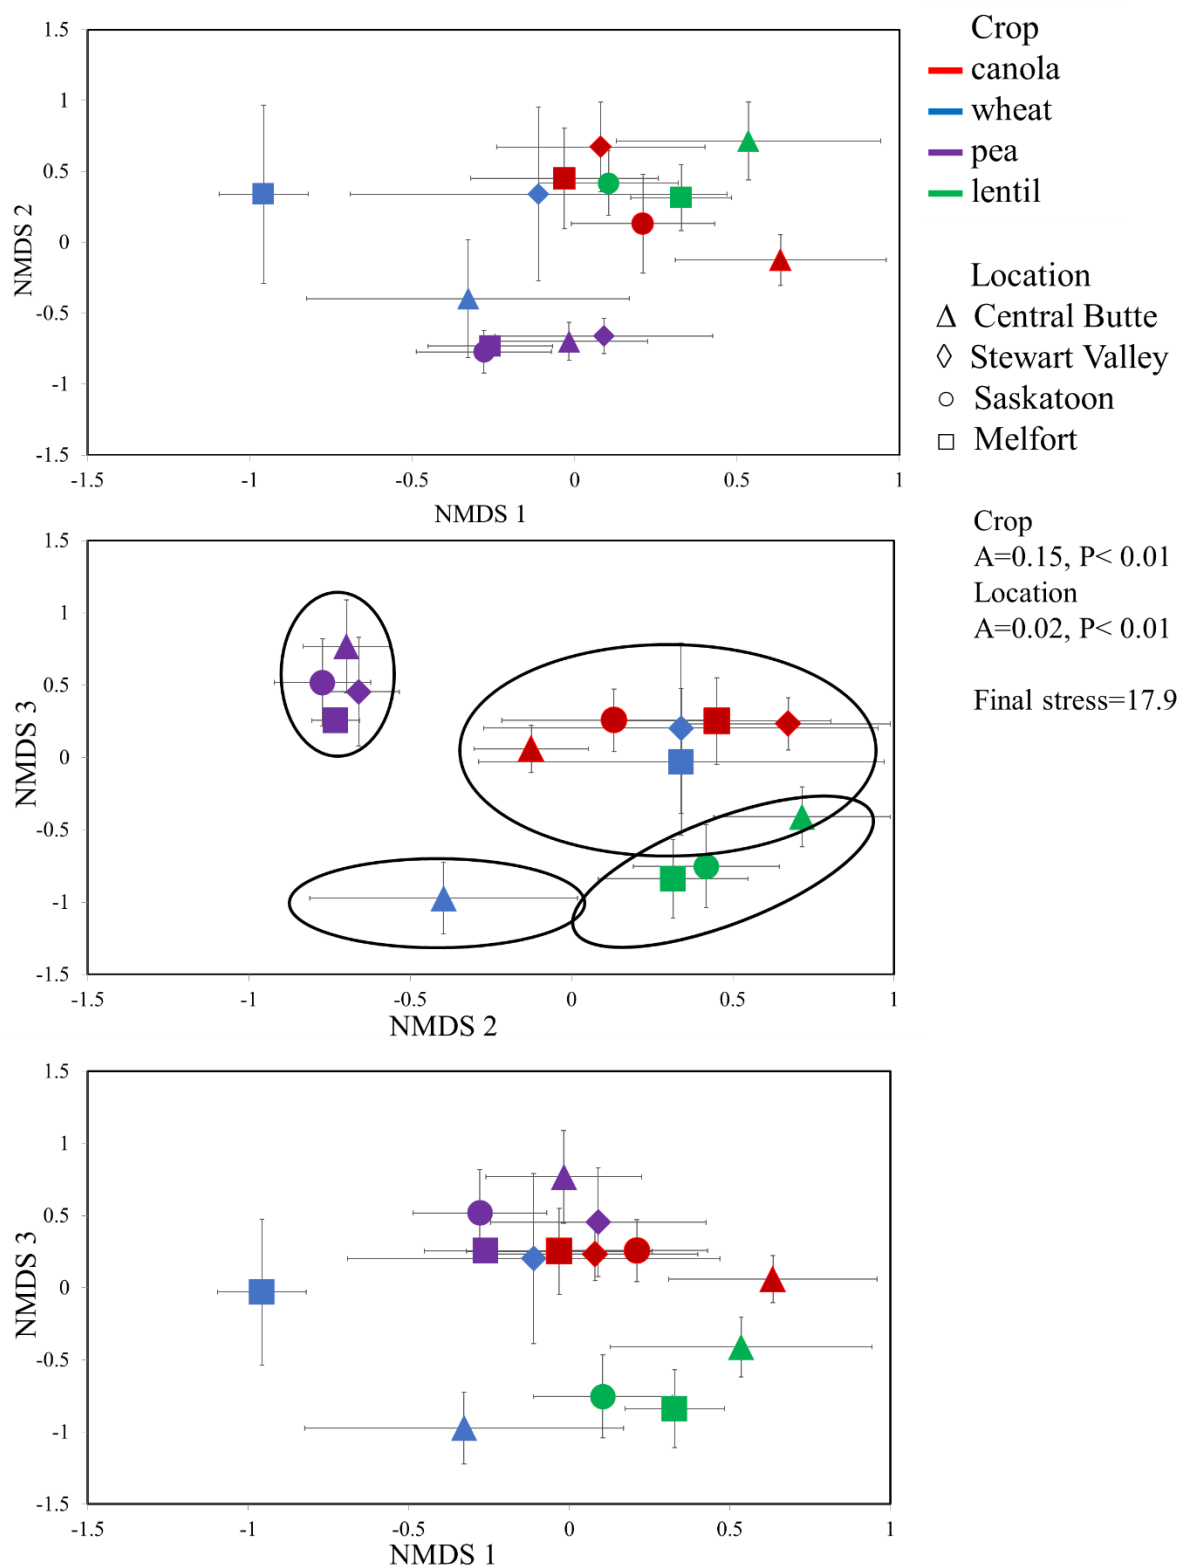 1.5
1
0.5
0
-0.5
-1
-1.5
NMDS 2
-1.5
-1
-0.5
0
0.5
1
NMDS 1
Crop
canola
wheat
pea
lentil
Location
Central Butte
Stewart Valley
Saskatoon
Melfort
Crop
A=0.15, P< 0.01
Location
A=0.02, P< 0.01
Final stress=17.9
1.5
1
0.5
0
-0.5
-1
-1.5
NMDS 3
-1.5
-1
-0.5
0
0.5
1
NMDS 2
1.5
1
0.5
0
-0.5
-1
-1.5
NMDS 3
-1.5
-1
-0.5
0
0.5
1
NMDS 1